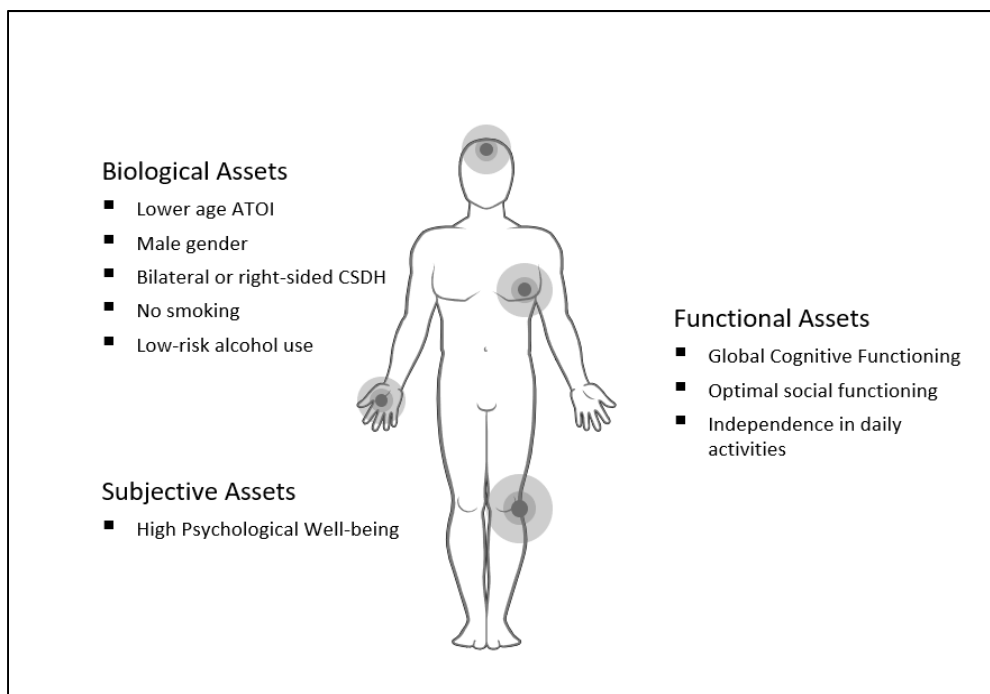 Biological Assets
▪ Lower age ATOI
▪ Male gender
▪ Bilateral or right-sided CSDH
▪ No smoking
▪ Low-risk alcohol use
Subjective Assets
▪ High Psychological Well-being
Functional Assets
▪ Global Cognitive Functioning
▪ Optimal social functioning
▪ Independence in daily
activities